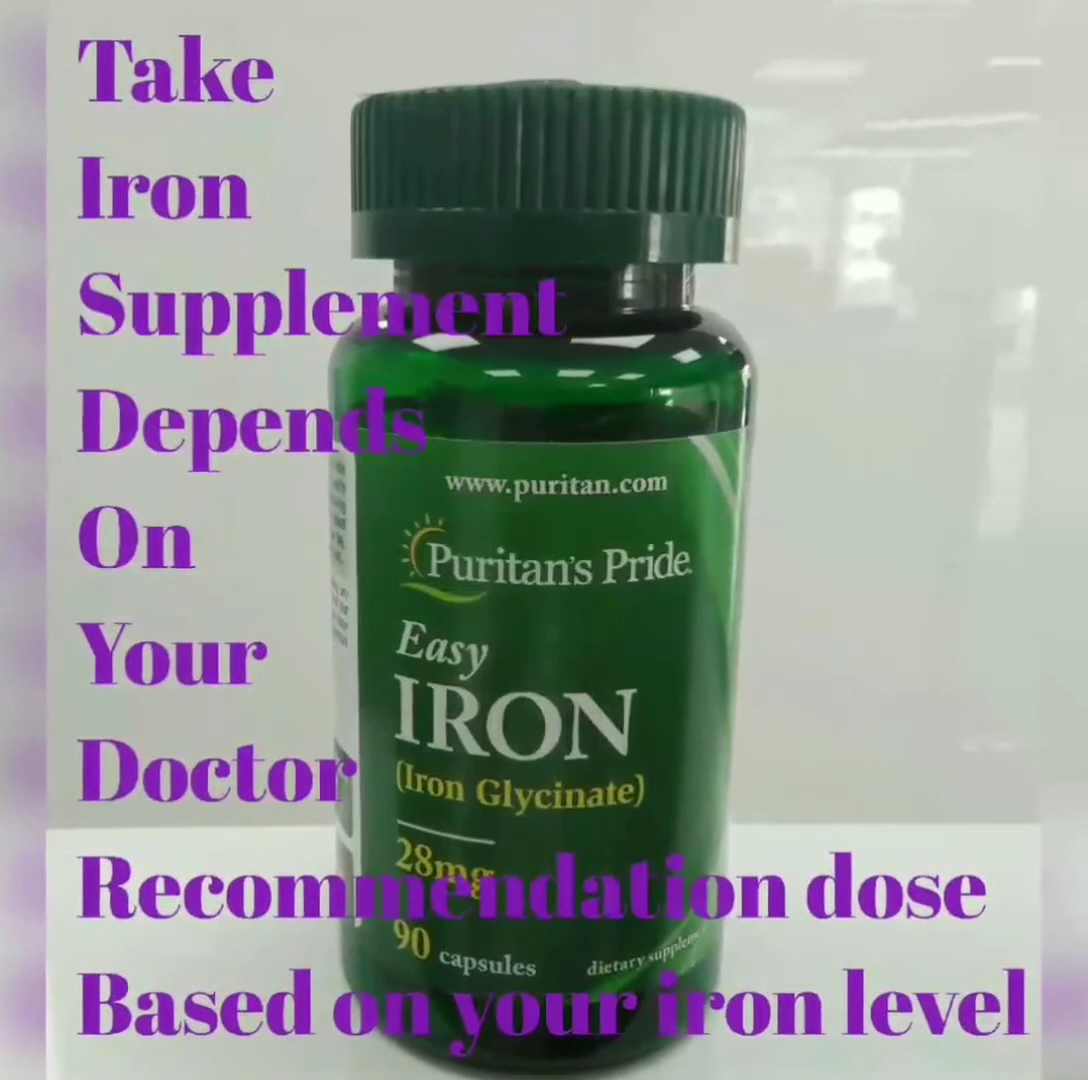 Take
Iron
Supplement
Depends
On
Your
Doctor
Recommendation dose
Based on your iron level
www.puritan.com
Puritan's Pride
Easy
IRON
(Iron Glycinate)
28mg
90 capsules
dietary